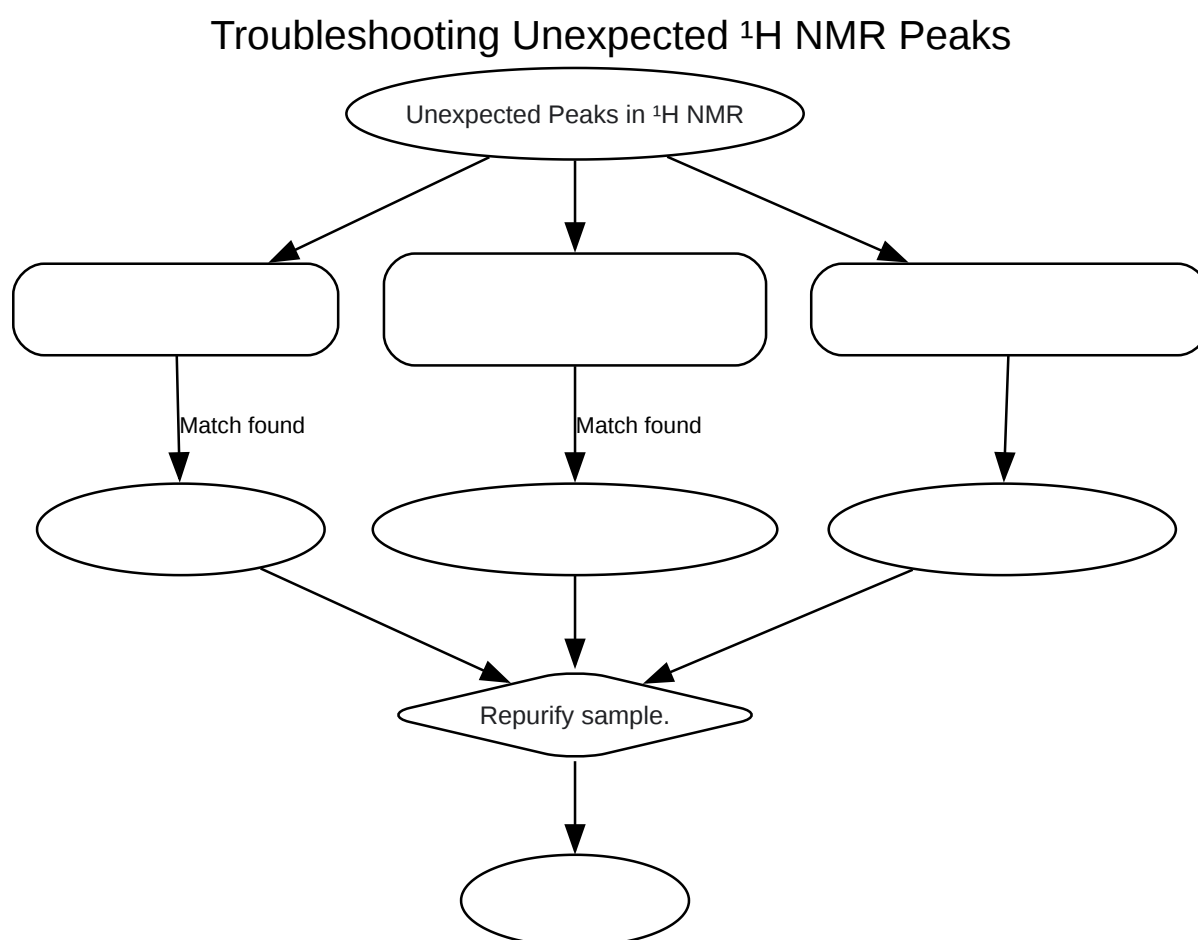 Troubleshooting Unexpected ¹H NMR Peaks
Unexpected Peaks in ¹H NMR
Match found
Match found
Repurify sample.